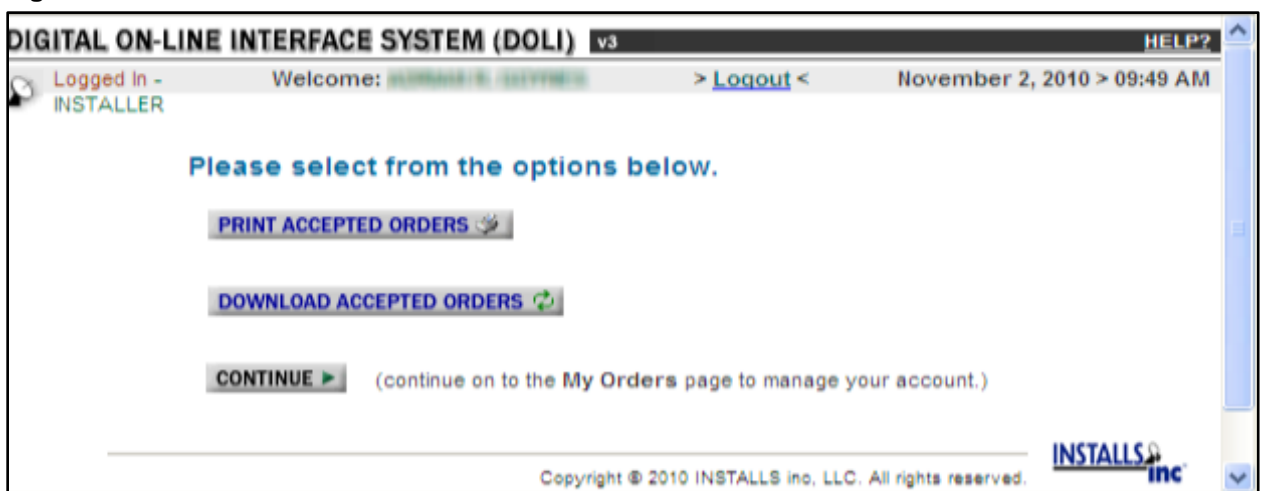 DIGITAL ON-LINE INTERFACE SYSTEM (DOLI) v3 HELP?
Logged In - Welcome: > Logout < November 2, 2010 > 09:49 AM
INSTALLER
Please select from the options below.
PRINT ACCEPTED ORDERS
DOWNLOAD ACCEPTED ORDERS
CONTINUE (continue on to the My Orders page to manage your account.)
INSTALLS inc
Copyright © 2010 INSTALLS inc, LLC. All rights reserved.